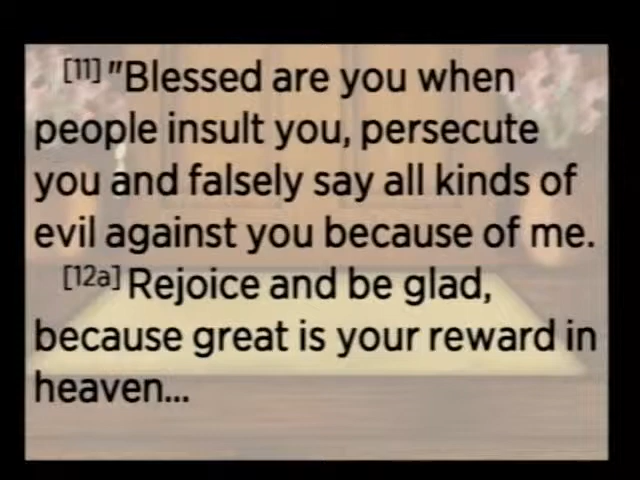 [11] "Blessed are you when
people insult you, persecute
you and falsely say all kinds of
evil against you because of me.
[12a] Rejoice and be glad,
because great is your reward in
heaven...